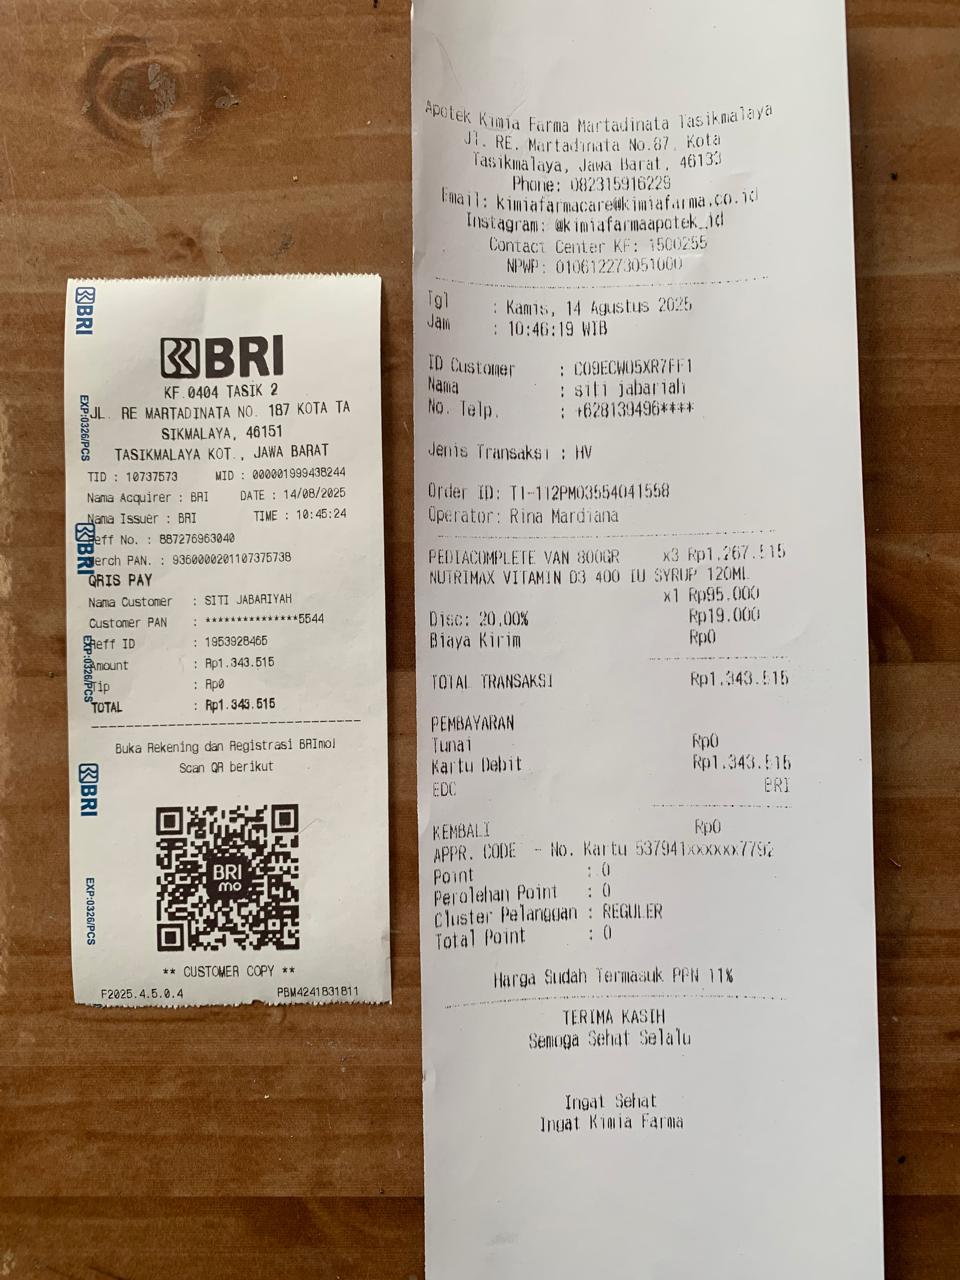 BRI
BRI
KF.0404 TASIK 2
JL. RE MARTADINATA NO. 187 KOTA TA
SIKMALAYA, 46151
TASIKMALAYA KOT., JAWA BARAT
TID : 10737573 MID : 000001999438244
Nama Acquirer : BRI DATE : 14/08/2025
Nama Issuer : BRI TIME : 10:45:24
Reff No. : 887276963040
Merch PAN. : 9360000201107375738
QRIS PAY
Nama Customer : SITI JABARIYAH
Customer PAN : ***************5544
Reff ID : 1953928465
Amount : Rp1.343.515
Tip : Rp0
TOTAL : Rp1.343.515
Buka Rekening dan Registrasi BRImo!
Scan QR berikut
BRI
mo
** CUSTOMER COPY **
F2025.4.5.0.4 PBM4241831811
EXP:0326/PCS
BRI
EXP:0326/PCS
BRI
EXP:0326/PCS
Apotek Kimia Farma Martadinata Tasikmalaya
Jl. RE. Martadinata No.87, Kota
Tasikmalaya, Jawa Barat, 46133
Phone: 082315916229
Email: kimiafarmacare@kimiafarma.co.id
Instagram: @kimiafarmaapotek_id
Contact Center KF: 1500255
NPWP: 010612273051000
Tgl : Kamis, 14 Agustus 2025
Jam : 10:46:19 WIB
ID Customer : C09ECW05XR7FF1
Nama : siti jabariah
No. Telp. : +628139496****
Jenis Transaksi : HV
Order ID: T1-112PM03554041558
Operator: Rina Mardiana
PEDIACOMPLETE VAN 800GR x3 Rp1.267.515
NUTRIMAX VITAMIN D3 400 IU SYRUP 120ML
x1 Rp95.000
Disc: 20,00% Rp19.000
Biaya Kirim Rp0
TOTAL TRANSAKSI Rp1.343.515
PEMBAYARAN
Tunai Rp0
Kartu Debit Rp1.343.515
EDC BRI
KEMBALI Rp0
APPR. CODE - No. Kartu 537941xxxxxx7792
Point : 0
Perolehan Point : 0
Cluster Pelanggan : REGULER
Total Point : 0
Harga Sudah Termasuk PPN 11%
TERIMA KASIH
Semoga Sehat Selalu
Ingat Sehat
Ingat Kimia Farma